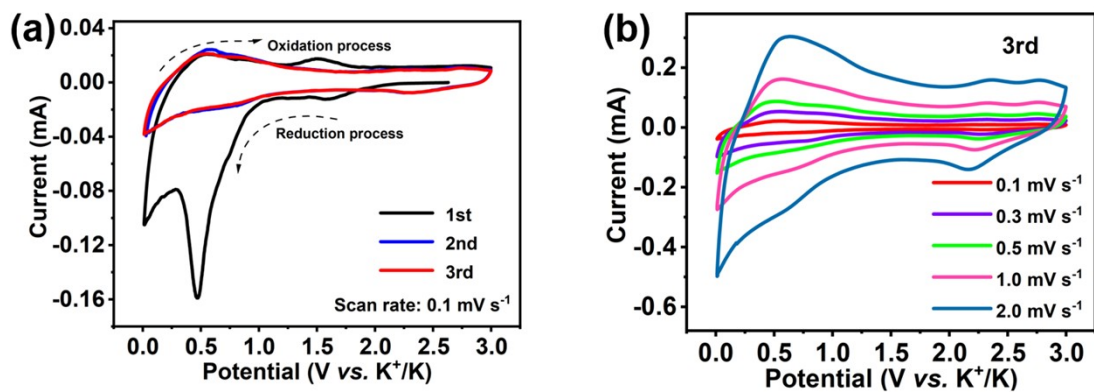 (a)
0.04
0.00
-0.04
-0.08
-0.12
-0.16
Current (mA)
Oxidation process
Reduction process
1st
2nd
3rd
Scan rate: 0.1 mV s⁻¹
0.0 0.5 1.0 1.5 2.0 2.5 3.0
Potential (V vs. K⁺/K)
(b)
3rd
0.2
0.0
-0.2
-0.4
-0.6
Current (mA)
0.1 mV s⁻¹
0.3 mV s⁻¹
0.5 mV s⁻¹
1.0 mV s⁻¹
2.0 mV s⁻¹
0.0 0.5 1.0 1.5 2.0 2.5 3.0
Potential (V vs. K⁺/K)